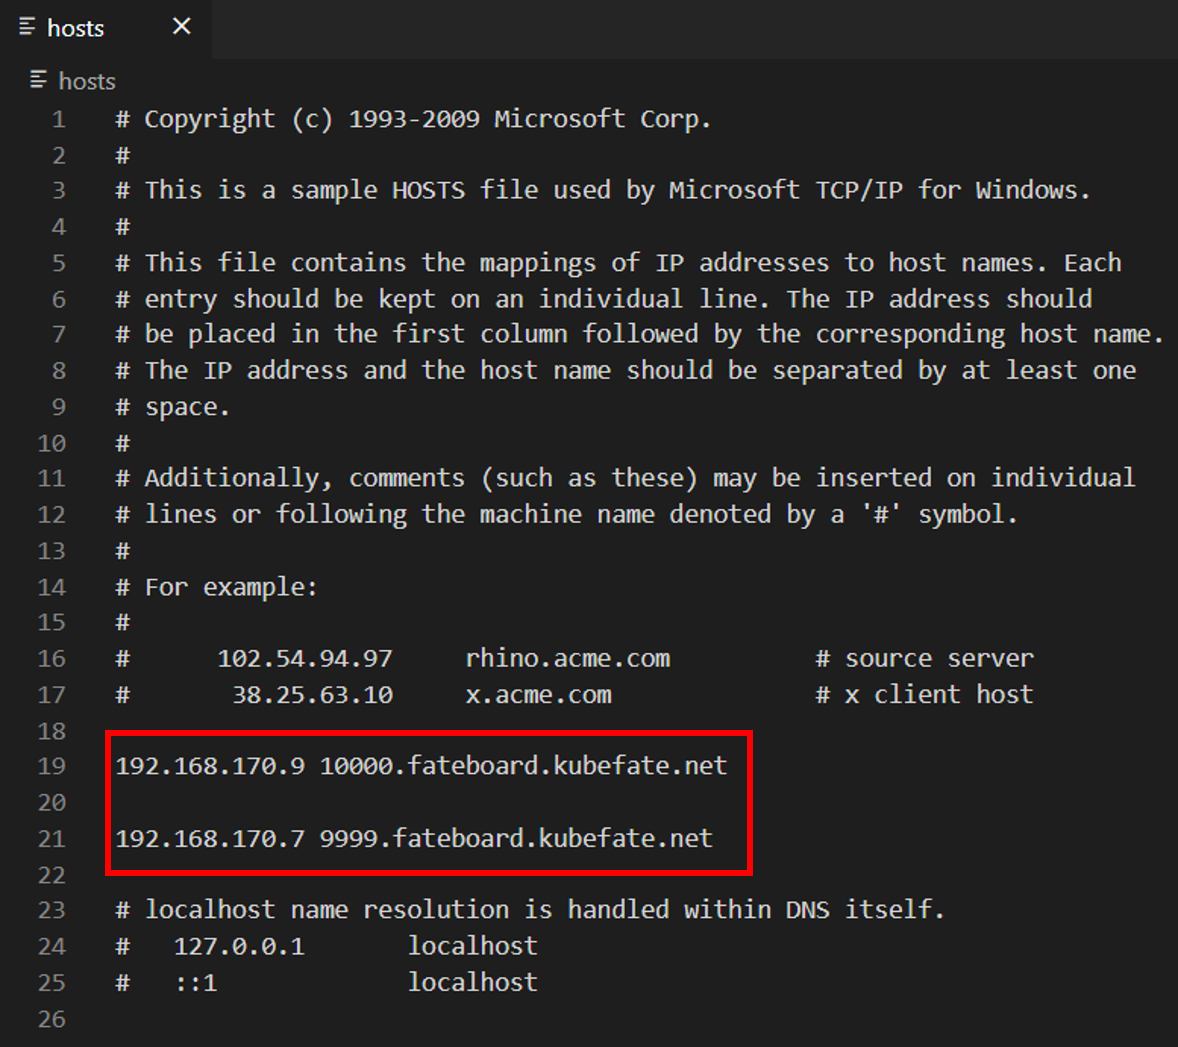 hosts
hosts
1 # Copyright (c) 1993-2009 Microsoft Corp.
2 #
3 # This is a sample HOSTS file used by Microsoft TCP/IP for Windows.
4 #
5 # This file contains the mappings of IP addresses to host names. Each
6 # entry should be kept on an individual line. The IP address should
7 # be placed in the first column followed by the corresponding host name.
8 # The IP address and the host name should be separated by at least one
9 # space.
10 #
11 # Additionally, comments (such as these) may be inserted on individual
12 # lines or following the machine name denoted by a '#' symbol.
13 #
14 # For example:
15 #
16 #      102.54.94.97     rhino.acme.com          # source server
17 #       38.25.63.10     x.acme.com              # x client host
18
19 192.168.170.9 10000.fateboard.kubefate.net
20
21 192.168.170.7 9999.fateboard.kubefate.net
22
23 # localhost name resolution is handled within DNS itself.
24 #   127.0.0.1       localhost
25 #   ::1             localhost
26